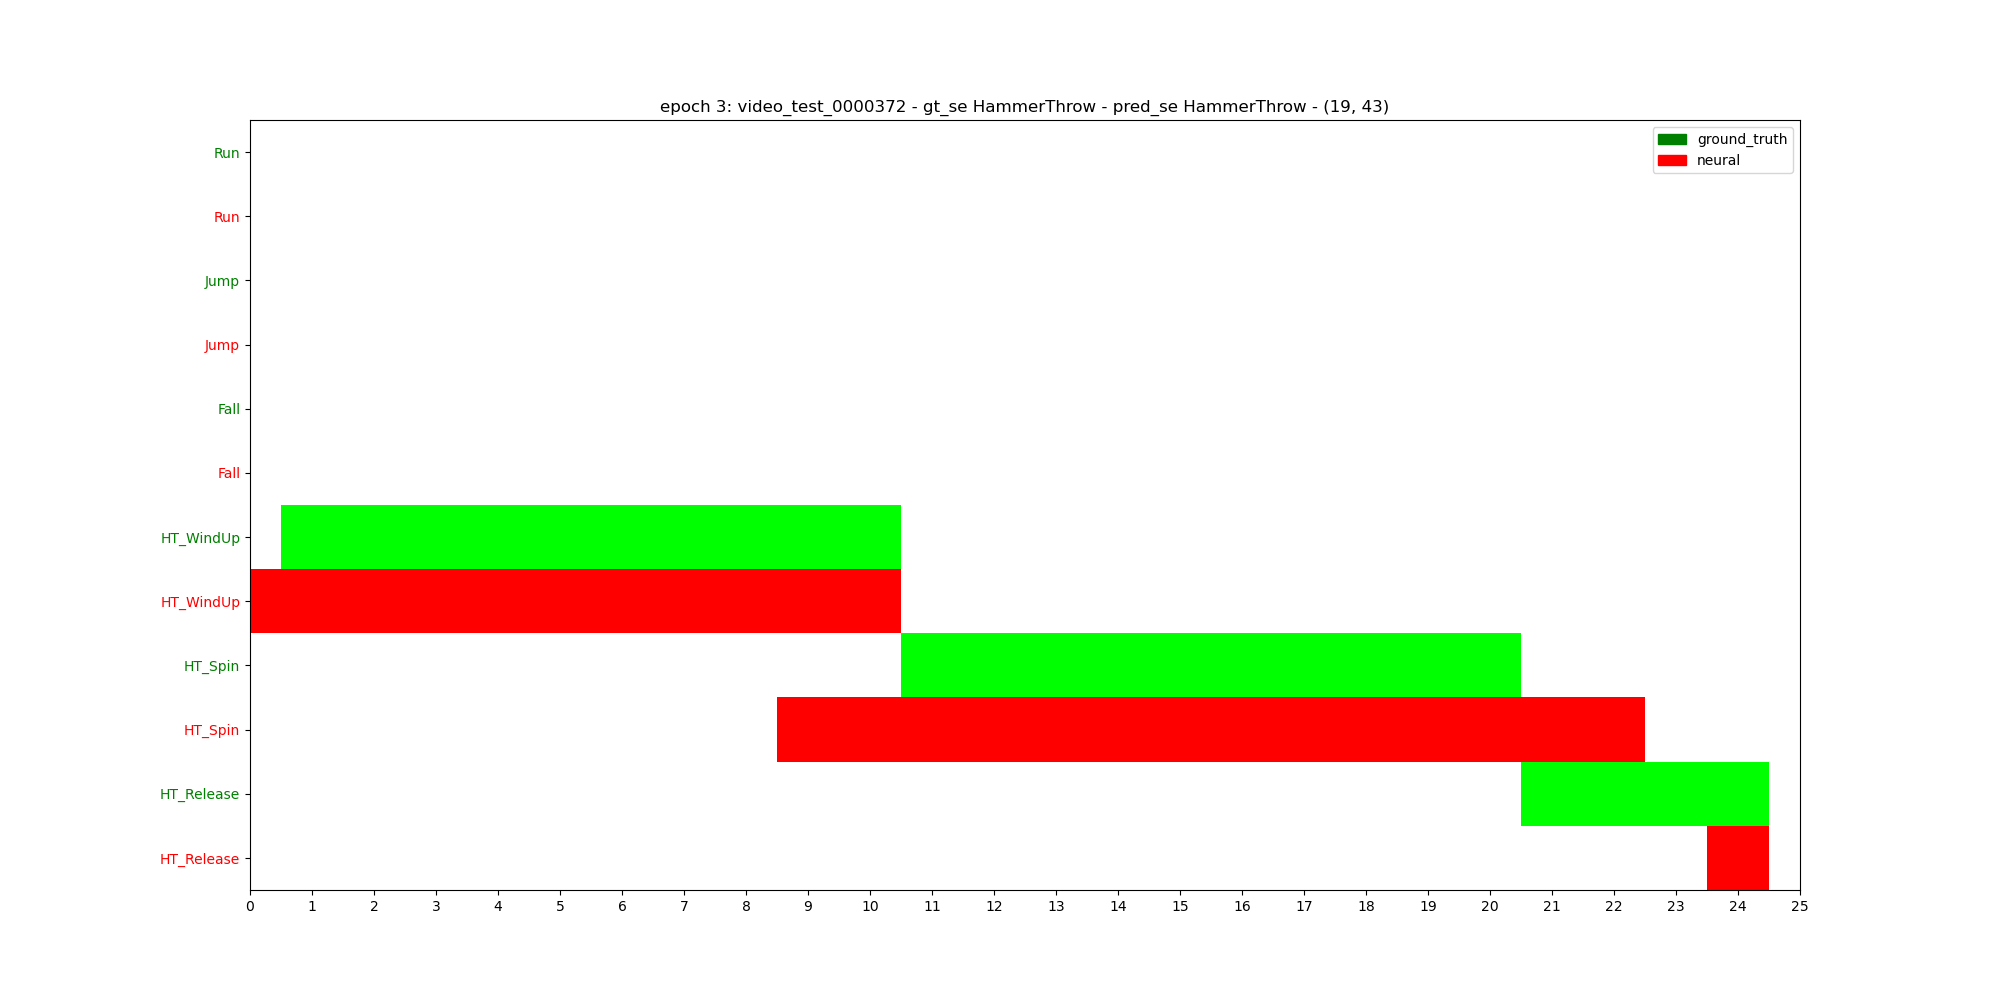 epoch 3: video_test_0000372 - gt_se HammerThrow - pred_se HammerThrow - (19, 43)
ground_truth
neural
Run
Run
Jump
Jump
Fall
Fall
HT_WindUp
HT_WindUp
HT_Spin
HT_Spin
HT_Release
HT_Release
0 1 2 3 4 5 6 7 8 9 10 11 12 13 14 15 16 17 18 19 20 21 22 23 24 25